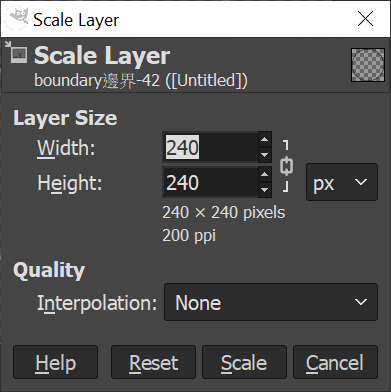 Scale Layer
Scale Layer
boundary邊界-42 ([Untitled])
Layer Size
Width: 240
Height: 240 px
240 × 240 pixels
200 ppi
Quality
Interpolation: None
Help Reset Scale Cancel